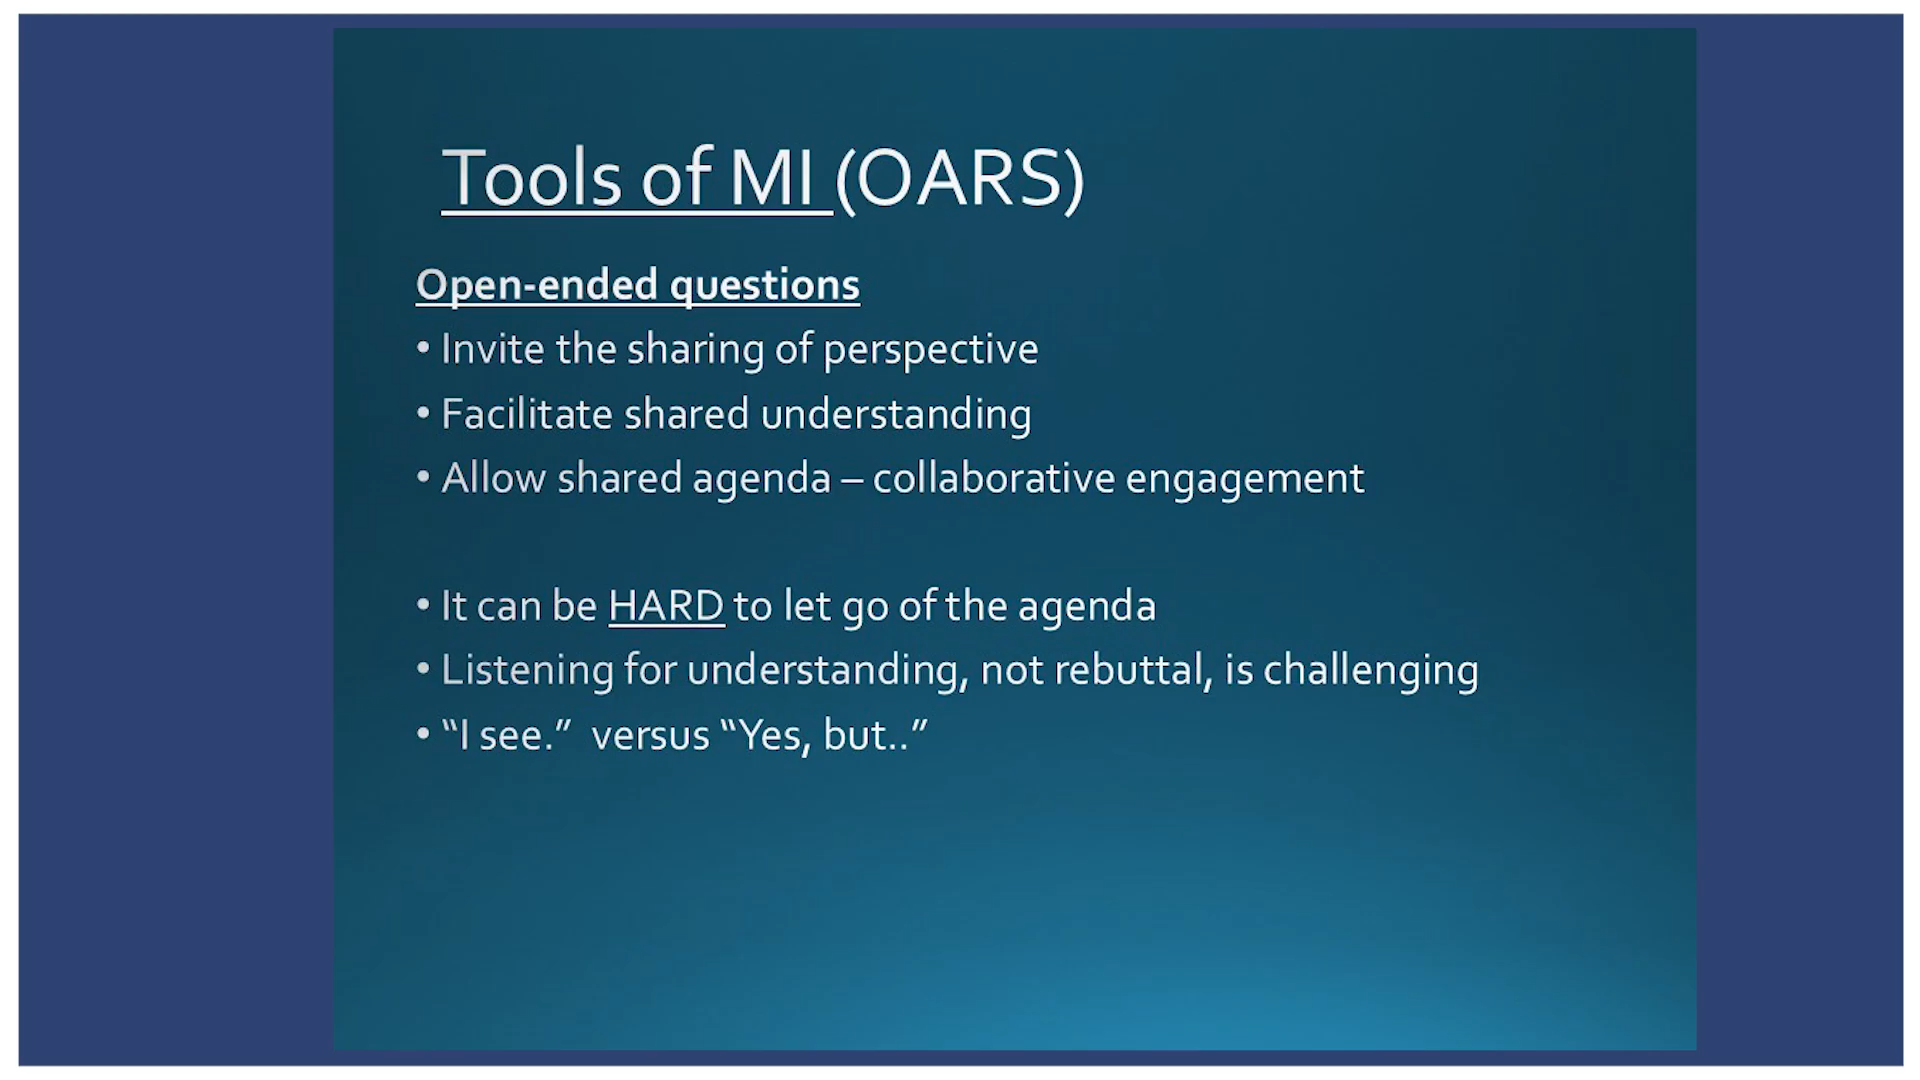 Tools of MI (OARS)
Open-ended questions
• Invite the sharing of perspective
• Facilitate shared understanding
• Allow shared agenda – collaborative engagement
• It can be HARD to let go of the agenda
• Listening for understanding, not rebuttal, is challenging
• “I see.”  versus “Yes, but..”